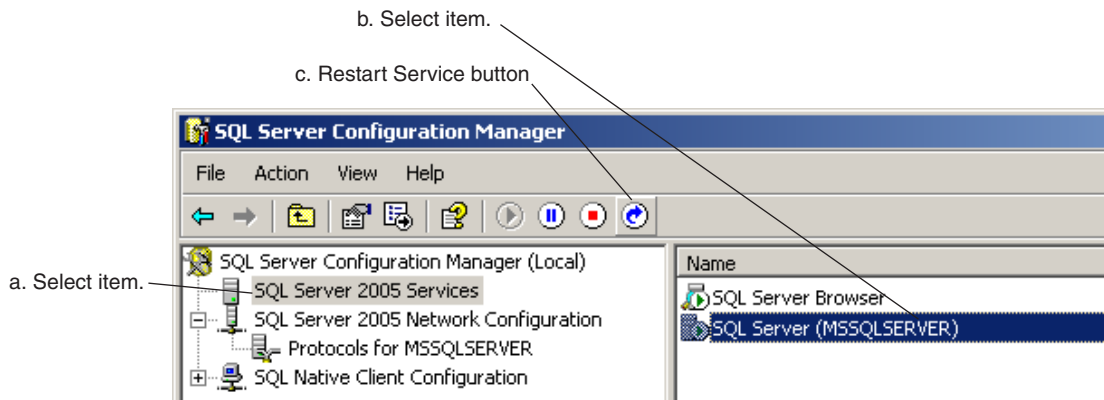 b. Select item.
c. Restart Service button
SQL Server Configuration Manager
File Action View Help
SQL Server Configuration Manager (Local)
Name
a. Select item.
SQL Server 2005 Services
SQL Server Browser
SQL Server 2005 Network Configuration
SQL Server (MSSQLSERVER)
Protocols for MSSQLSERVER
SQL Native Client Configuration